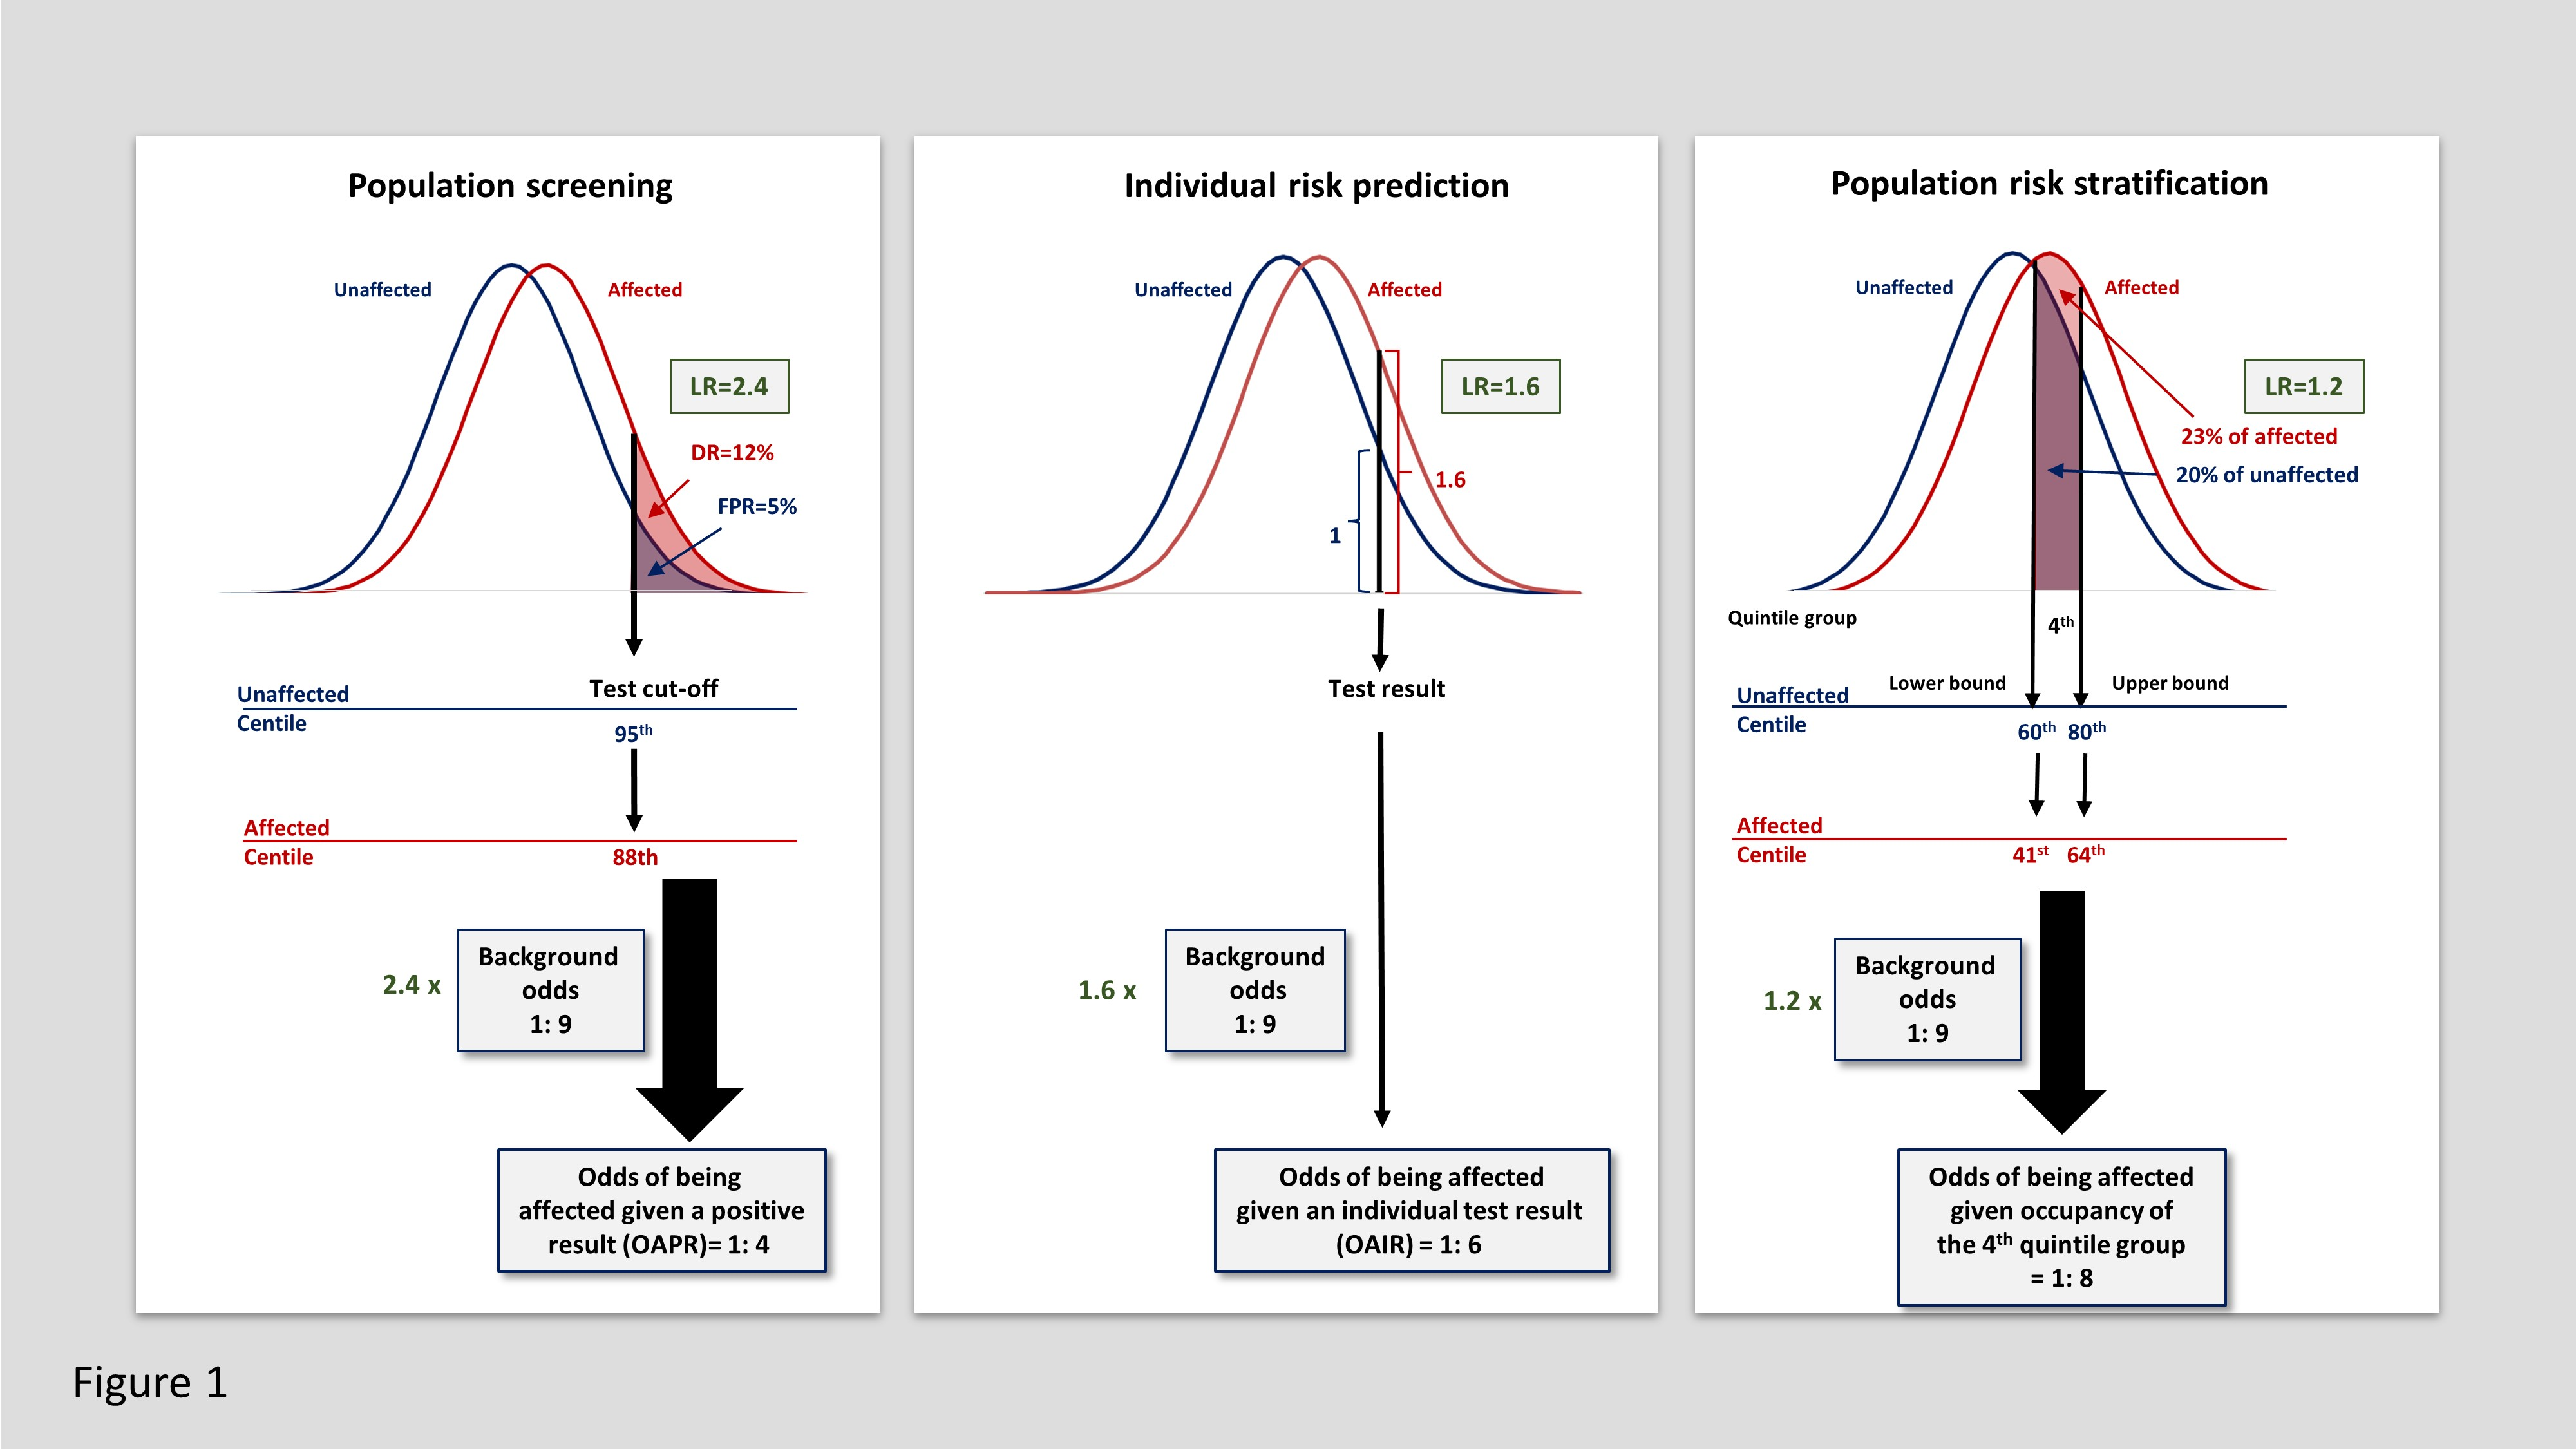 Population screening
Unaffected
Affected
LR=2.4
DR=12%
FPR=5%
Unaffected
Test cut-off
Centile
95th
Affected
Centile
88th
2.4 x
Background
odds
1: 9
Odds of being
affected given a positive
result (OAPR)= 1: 4
Individual risk prediction
Unaffected
Affected
LR=1.6
1.6
1
Test result
1.6 x
Background
odds
1: 9
Odds of being affected
given an individual test result
(OAIR) = 1: 6
Population risk stratification
Unaffected
Affected
LR=1.2
23% of affected
20% of unaffected
Quintile group
4th
Unaffected
Lower bound
Upper bound
Centile
60th 80th
Affected
Centile
41st 64th
1.2 x
Background
odds
1: 9
Odds of being affected
given occupancy of
the 4th quintile group
= 1: 8
Figure 1